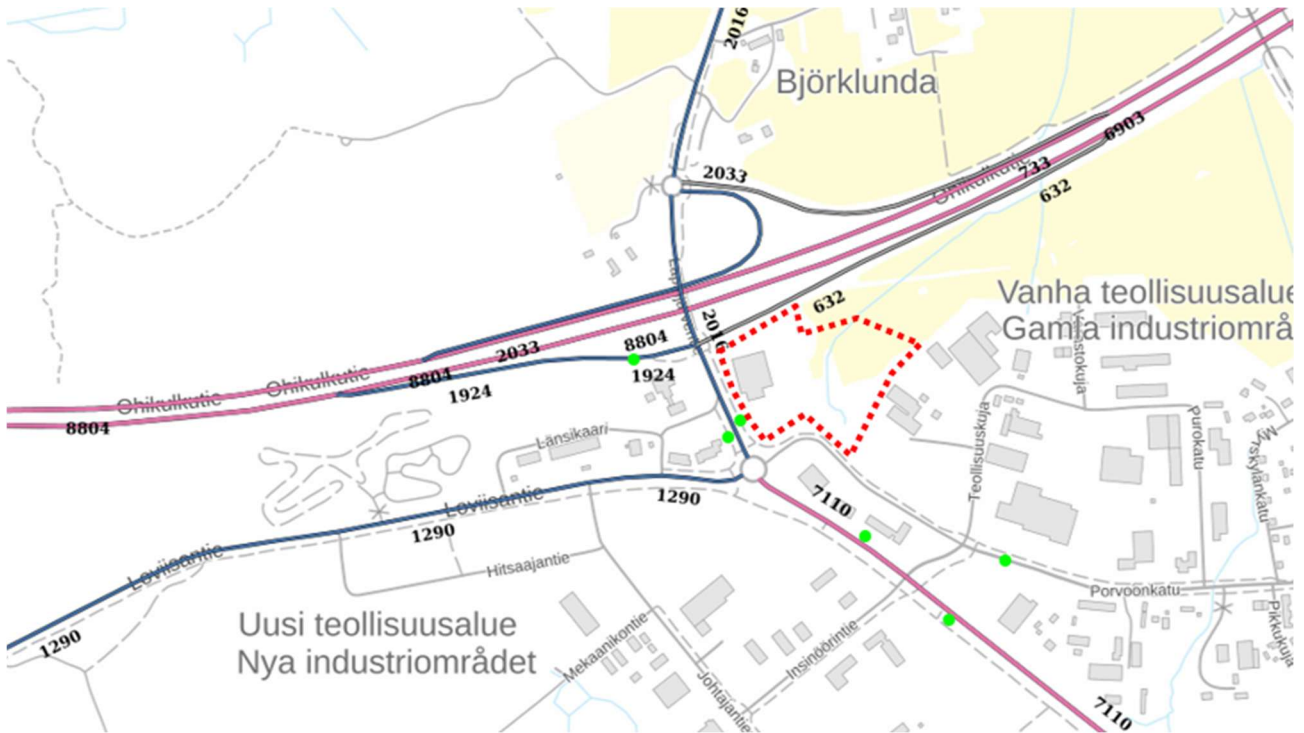 2016
Björklunda
6903
2033
Ohikulkutie
733
632
Vanha teollisuusalue
Gamla industriområ
632
2016
8804
2033
1924
8804
1924
Ohikulkutie
Ohikulkutie
8804
Länsikaari
Teollisuuskuja
Purokatu
7110
1290
Loviisantie
1290
Loviisantie
Hitsaajantie
1290
Porvoonkatu
Pikkukuja
Uusi teollisuusalue
Nya industriområdet
Mekaanikontie
Insinöörintie
Johtajantie
7110